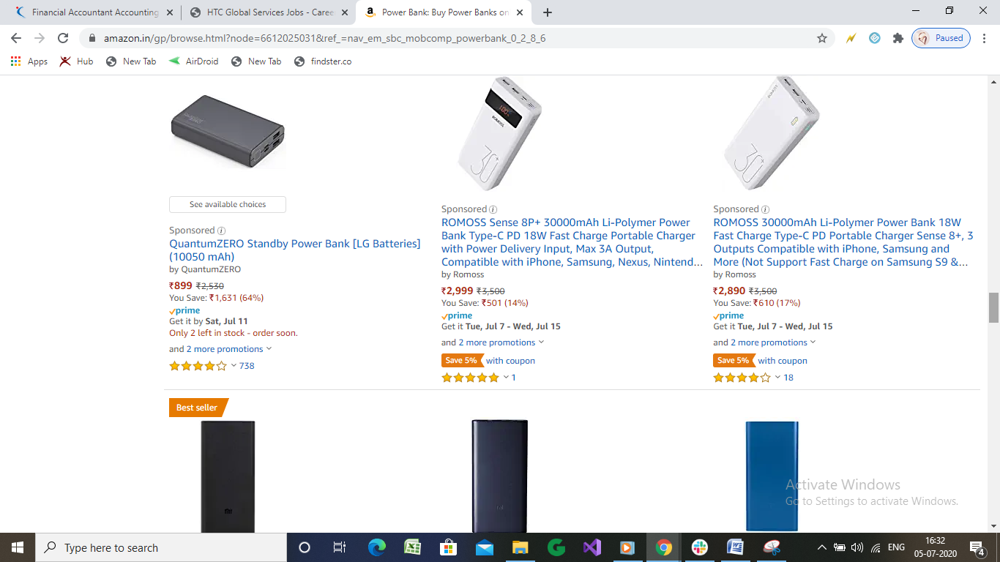 Financial Accountant Accounting
HTC Global Services Jobs - Caree
Power Bank: Buy Power Banks on
amazon.in/gp/browse.html?node=6612025031&ref_=nav_em_sbc_mobcomp_powerbank_0_2_8_6
Paused
Apps
Hub
New Tab
AirDroid
New Tab
findster.co
100
ROMOSS
30+
ROMOSS
30+
See available choices
Sponsored
QuantumZERO Standby Power Bank [LG Batteries]
(10050 mAh)
by QuantumZERO
₹899 ₹2,530
You Save: ₹1,631 (64%)
prime
Get it by Sat, Jul 11
Only 2 left in stock - order soon.
and 2 more promotions
738
Sponsored
ROMOSS Sense 8P+ 30000mAh Li-Polymer Power
Bank Type-C PD 18W Fast Charge Portable Charger
with Power Delivery Input, Max 3A Output,
Compatible with iPhone, Samsung, Nexus, Nintend...
by Romoss
₹2,999 ₹3,500
You Save: ₹501 (14%)
prime
Get it Tue, Jul 7 - Wed, Jul 15
and 2 more promotions
Save 5% with coupon
1
Sponsored
ROMOSS 30000mAh Li-Polymer Power Bank 18W
Fast Charge Type-C PD Portable Charger Sense 8+, 3
Outputs Compatible with iPhone, Samsung and
More (Not Support Fast Charge on Samsung S9 &...
by Romoss
₹2,890 ₹3,500
You Save: ₹610 (17%)
prime
Get it Tue, Jul 7 - Wed, Jul 15
and 2 more promotions
Save 5% with coupon
18
Best seller
mi
mi
Activate Windows
Go to Settings to activate Windows.
Type here to search
ENG
16:32
05-07-2020
4